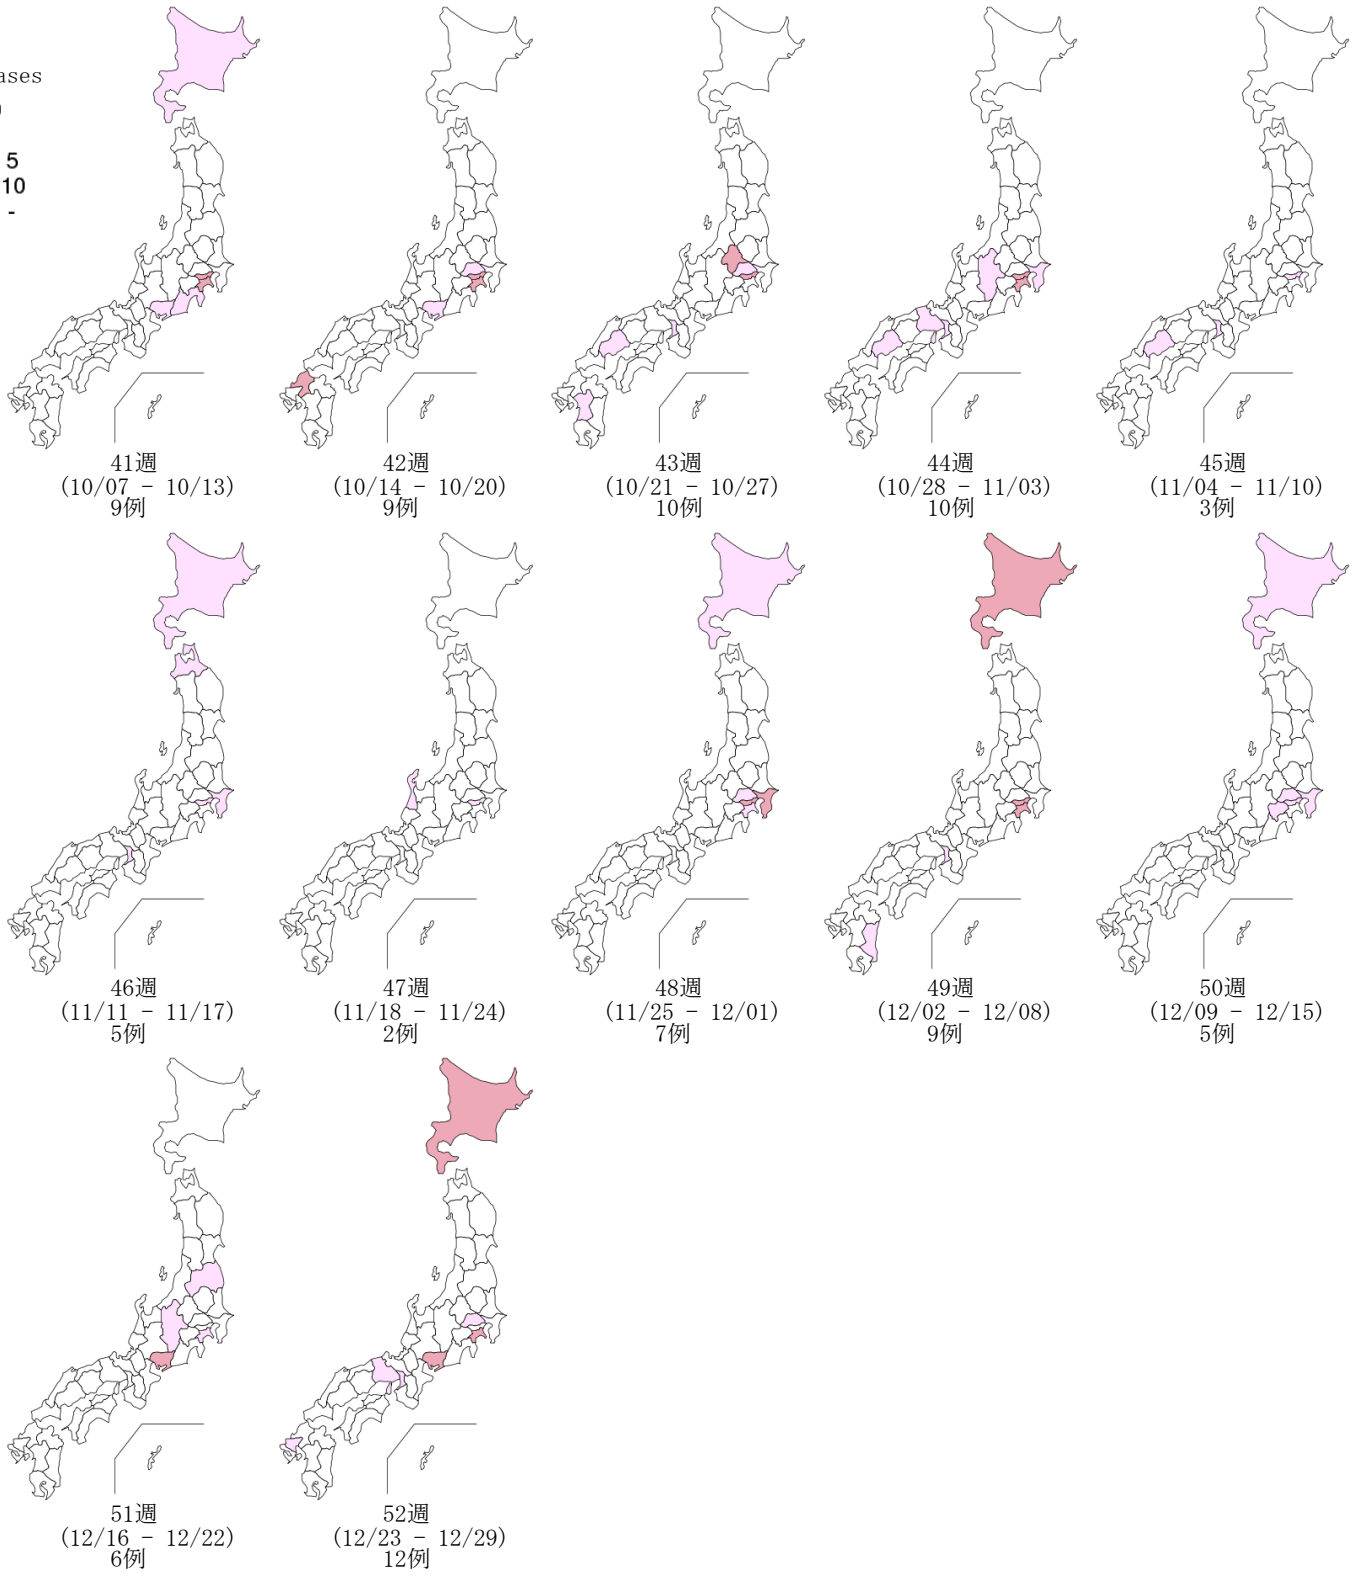 ases
5
10
-
41週
(10/07 - 10/13)
9例
42週
(10/14 - 10/20)
9例
43週
(10/21 - 10/27)
10例
44週
(10/28 - 11/03)
10例
45週
(11/04 - 11/10)
3例
46週
(11/11 - 11/17)
5例
47週
(11/18 - 11/24)
2例
48週
(11/25 - 12/01)
7例
49週
(12/02 - 12/08)
9例
50週
(12/09 - 12/15)
5例
51週
(12/16 - 12/22)
6例
52週
(12/23 - 12/29)
12例